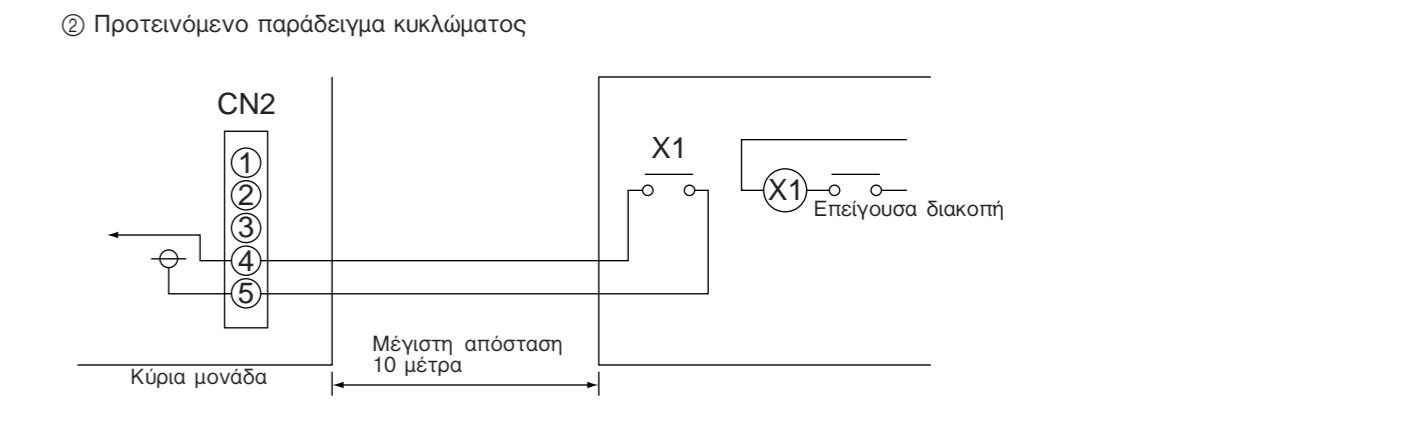 ② Προτεινόμενο παράδειγμα κυκλώματος
CN2
①
②
③
④
⑤
X1
X1
Επείγουσα διακοπή
Μέγιστη απόσταση
10 μέτρα
Κύρια μονάδα